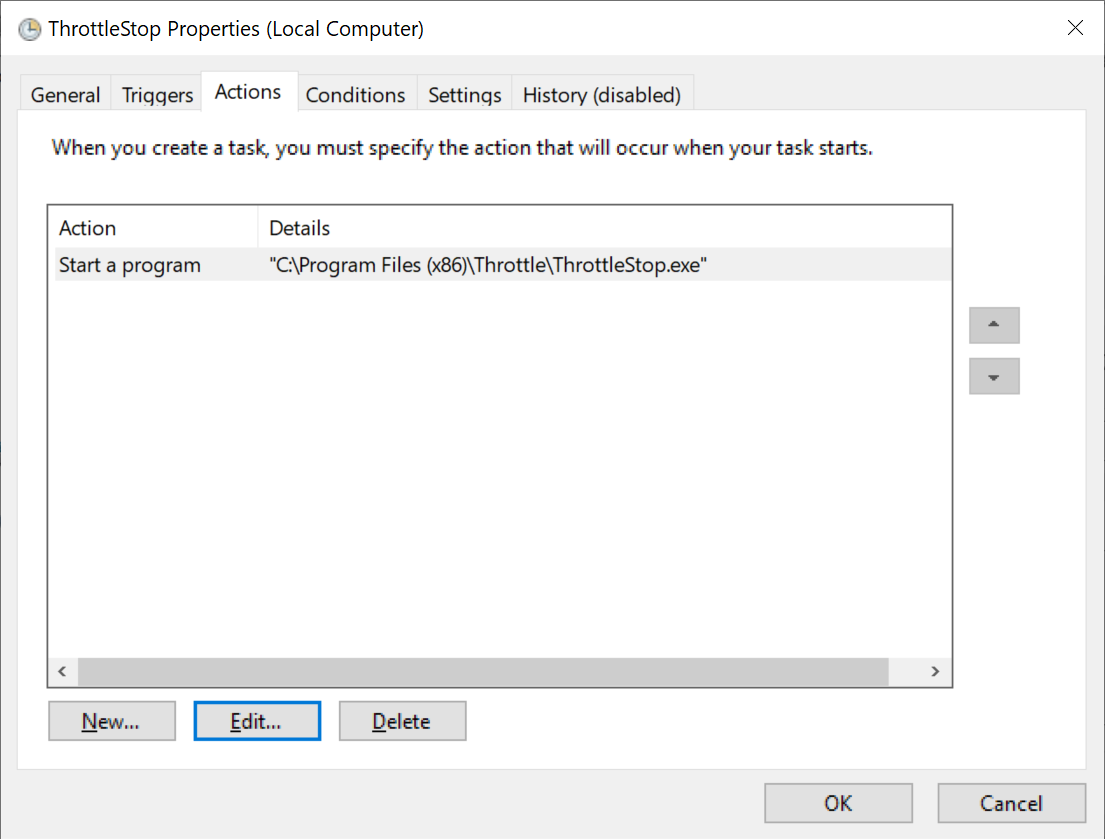 ThrottleStop Properties (Local Computer)
General Triggers Actions Conditions Settings History (disabled)
When you create a task, you must specify the action that will occur when your task starts.
Action Details
Start a program "C:\Program Files (x86)\Throttle\ThrottleStop.exe"
New... Edit... Delete
OK Cancel